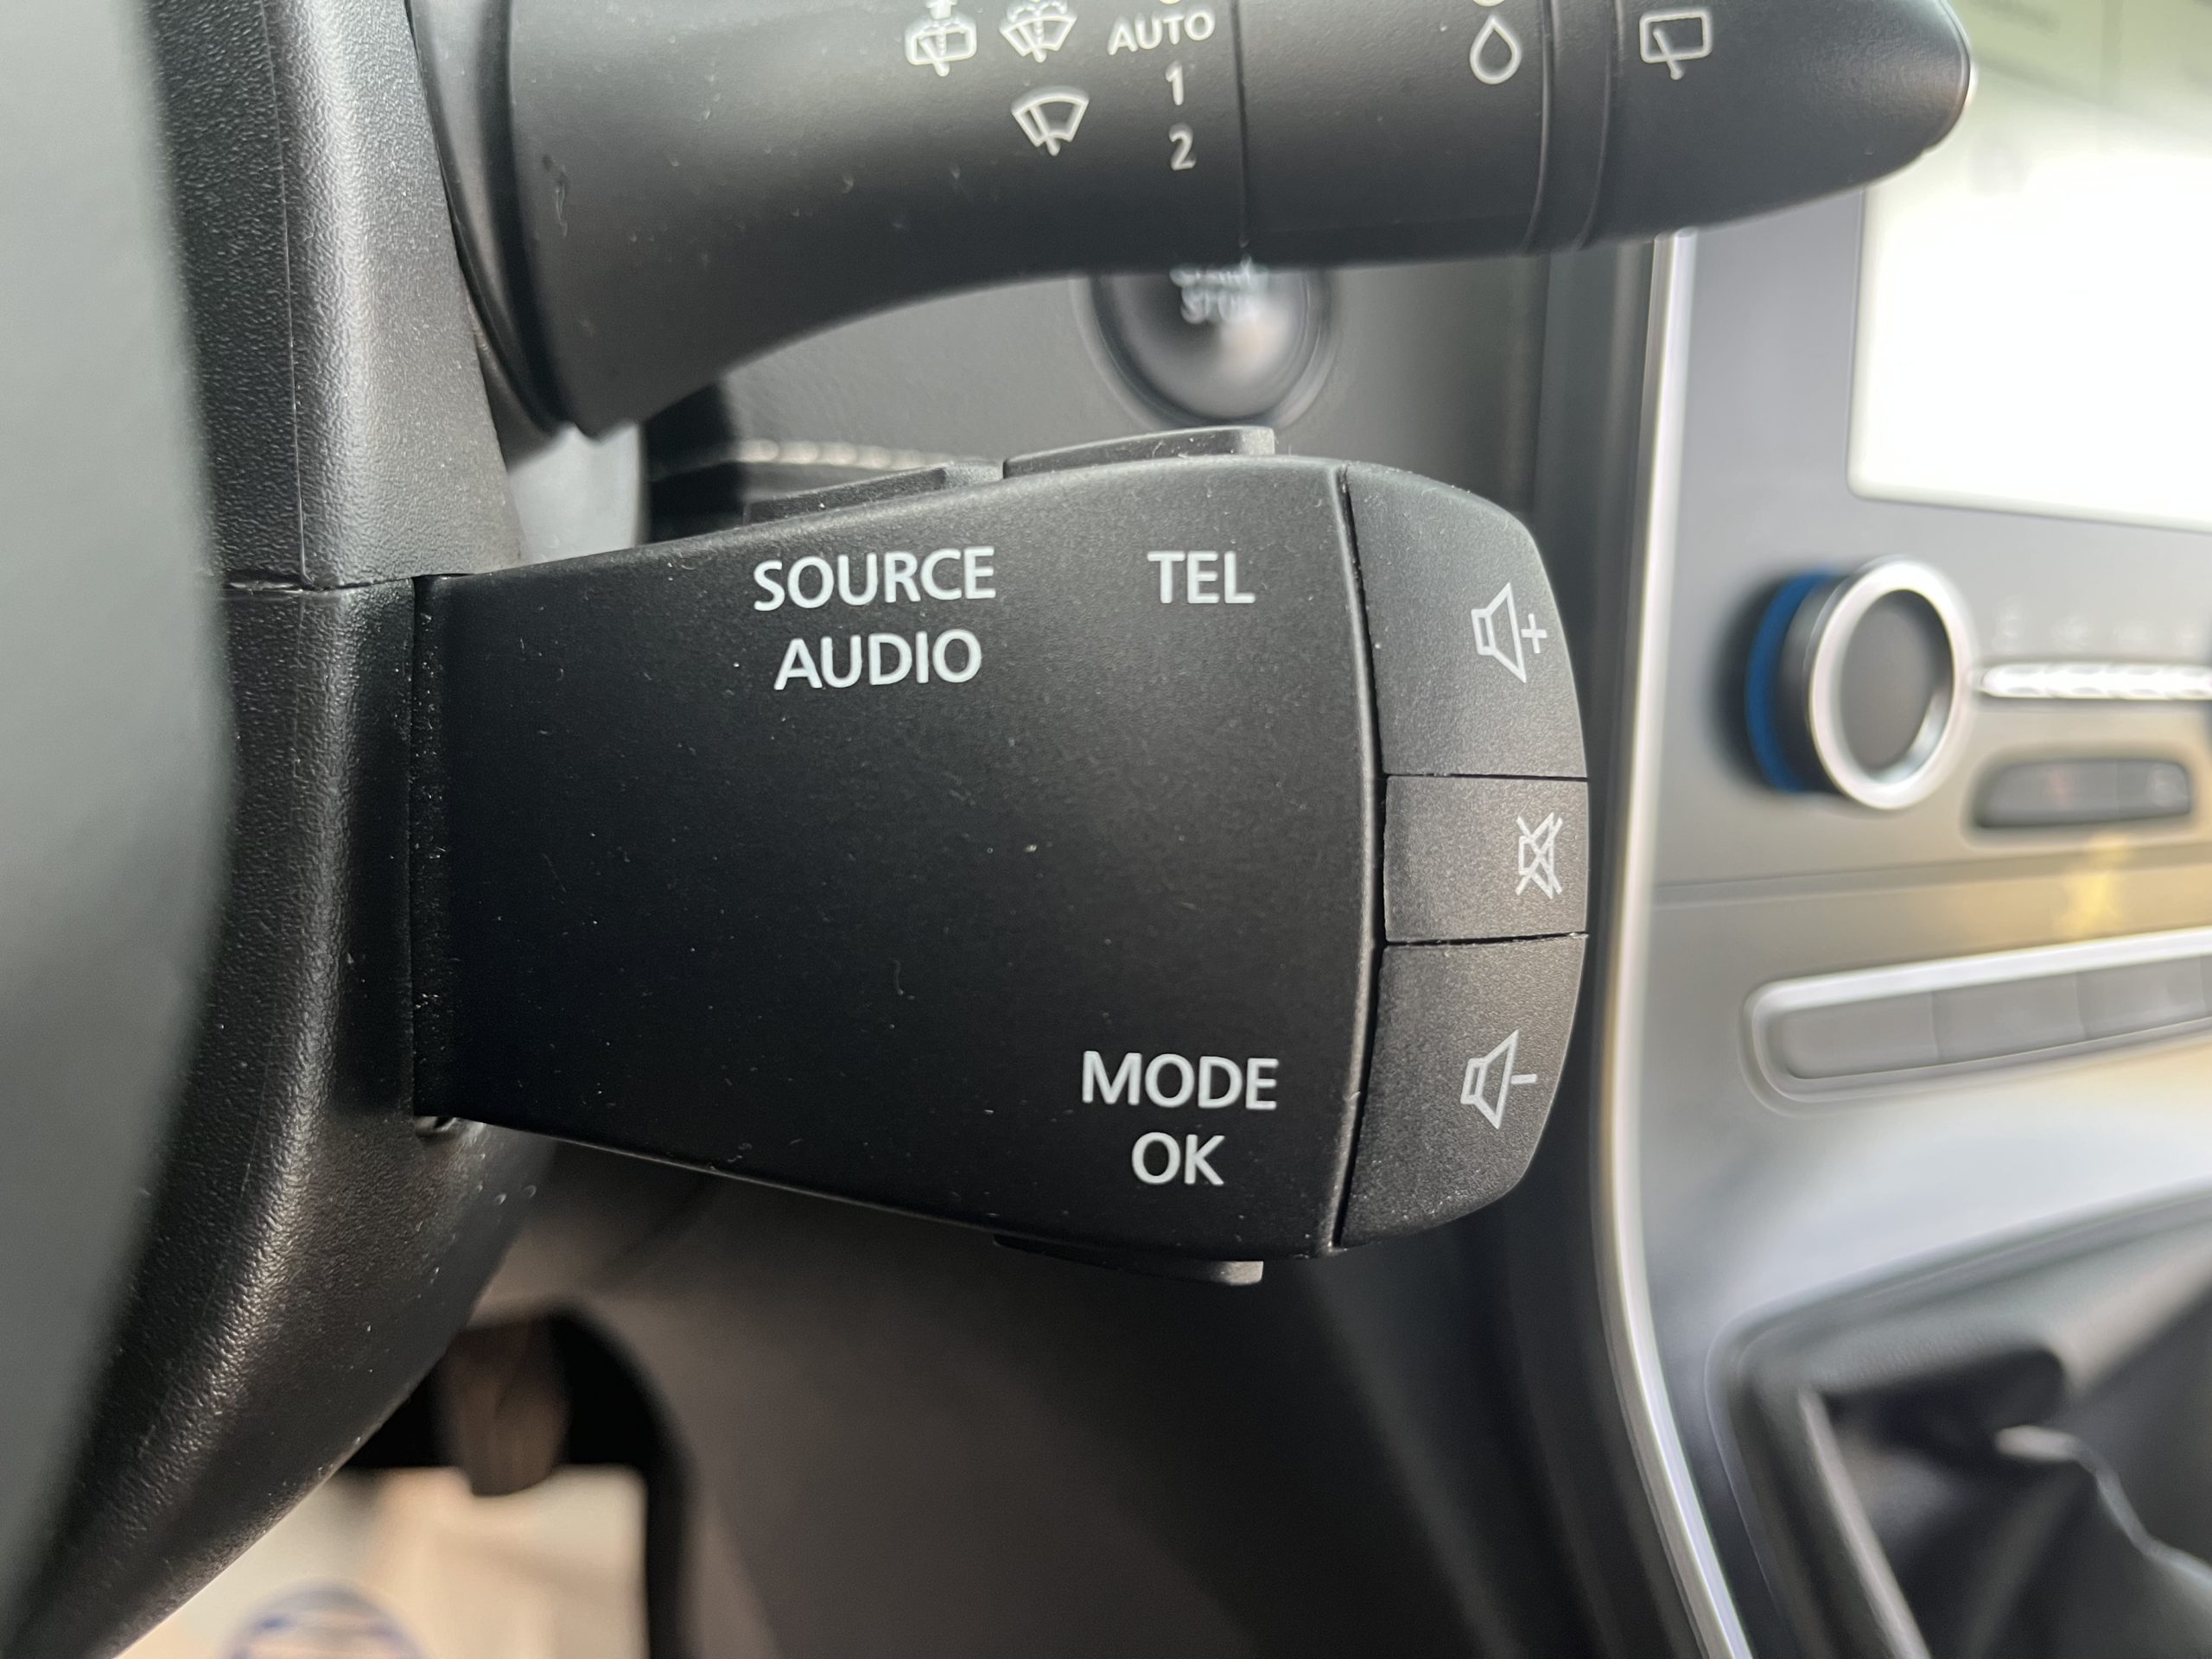 AUTO
1
2
SOURCE
AUDIO
TEL
MODE
OK